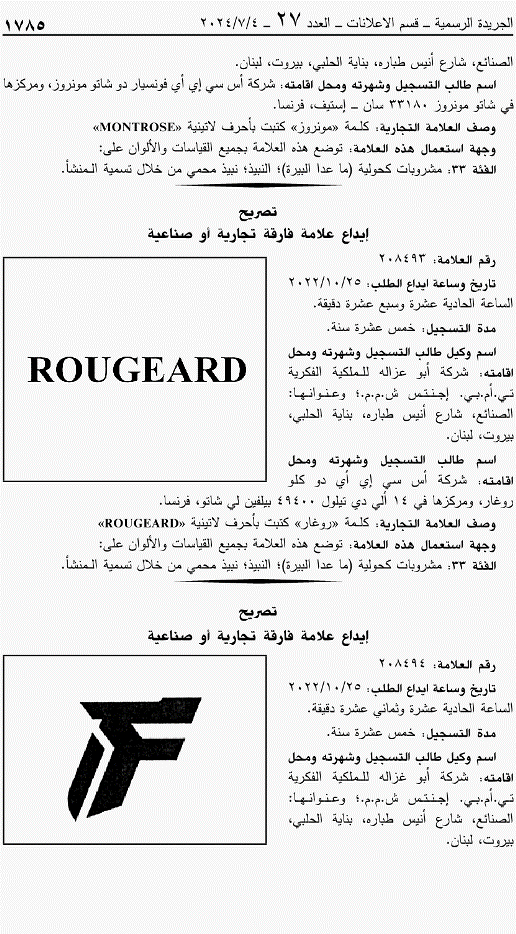 الجريدة الرسمية ـ قسم الاعلانات ـ العدد ٢٧ ـ ٢٠٢٤/٧/٤ ١٧٨٥
الصنائع، شارع أنيس طباره، بناية الحلبي، بيروت، لبنان.
اسم طالب التسجيل وشهرته ومحل اقامته: شركة أس سي إي أي فونسيار دو شاتو مونروز، ومركزها
في شاتو مونروز ٣٣١٨٠ سان ـ إستيف، فرنسا.
وصف العلامة التجارية: كلمة «مونروز» كتبت بأحرف لاتينية «MONTROSE»
وجهة استعمال هذه العلامة: توضع هذه العلامة بجميع القياسات والألوان على:
الفئة ٣٣: مشروبات كحولية (ما عدا البيرة)؛ النبيذ؛ نبيذ محمي من خلال تسمية المنشأ.
تصريح
إيداع علامة فارقة تجارية أو صناعية
رقم العلامة: ٢٠٨٤٩٣
تاريخ وساعة ايداع الطلب: ٢٠٢٢/١٠/٢٥
الساعة الحادية عشرة وسبع عشرة دقيقة.
مدة التسجيل: خمس عشرة سنة.
اسم وكيل طالب التسجيل وشهرته ومحل
اقامته: شركة أبو عزاله للملكية الفكرية
تي.أم.بي. إجنتس ش.م.م.؛ وعنوانها:
الصنائع، شارع أنيس طباره، بناية الحلبي،
بيروت، لبنان.
ROUGEARD
اسم طالب التسجيل وشهرته ومحل
اقامته: شركة أس سي إي أي دو كلو
روغار، ومركزها في ١٤ ألي دي تيلول ٤٩٤٠٠ بيلفين لي شاتو، فرنسا.
وصف العلامة التجارية: كلمة «روغار» كتبت بأحرف لاتينية «ROUGEARD»
وجهة استعمال هذه العلامة: توضع هذه العلامة بجميع القياسات والألوان على:
الفئة ٣٣: مشروبات كحولية (ما عدا البيرة)؛ النبيذ؛ نبيذ محمي من خلال تسمية المنشأ.
تصريح
إيداع علامة فارقة تجارية أو صناعية
رقم العلامة: ٢٠٨٤٩٤
تاريخ وساعة ايداع الطلب: ٢٠٢٢/١٠/٢٥
الساعة الحادية عشرة وثماني عشرة دقيقة.
مدة التسجيل: خمس عشرة سنة.
اسم وكيل طالب التسجيل وشهرته ومحل
اقامته: شركة أبو غزاله للملكية الفكرية
تي.أم.بي. إجنتس ش.م.م.؛ وعنوانها:
الصنائع، شارع أنيس طباره، بناية الحلبي،
بيروت، لبنان.